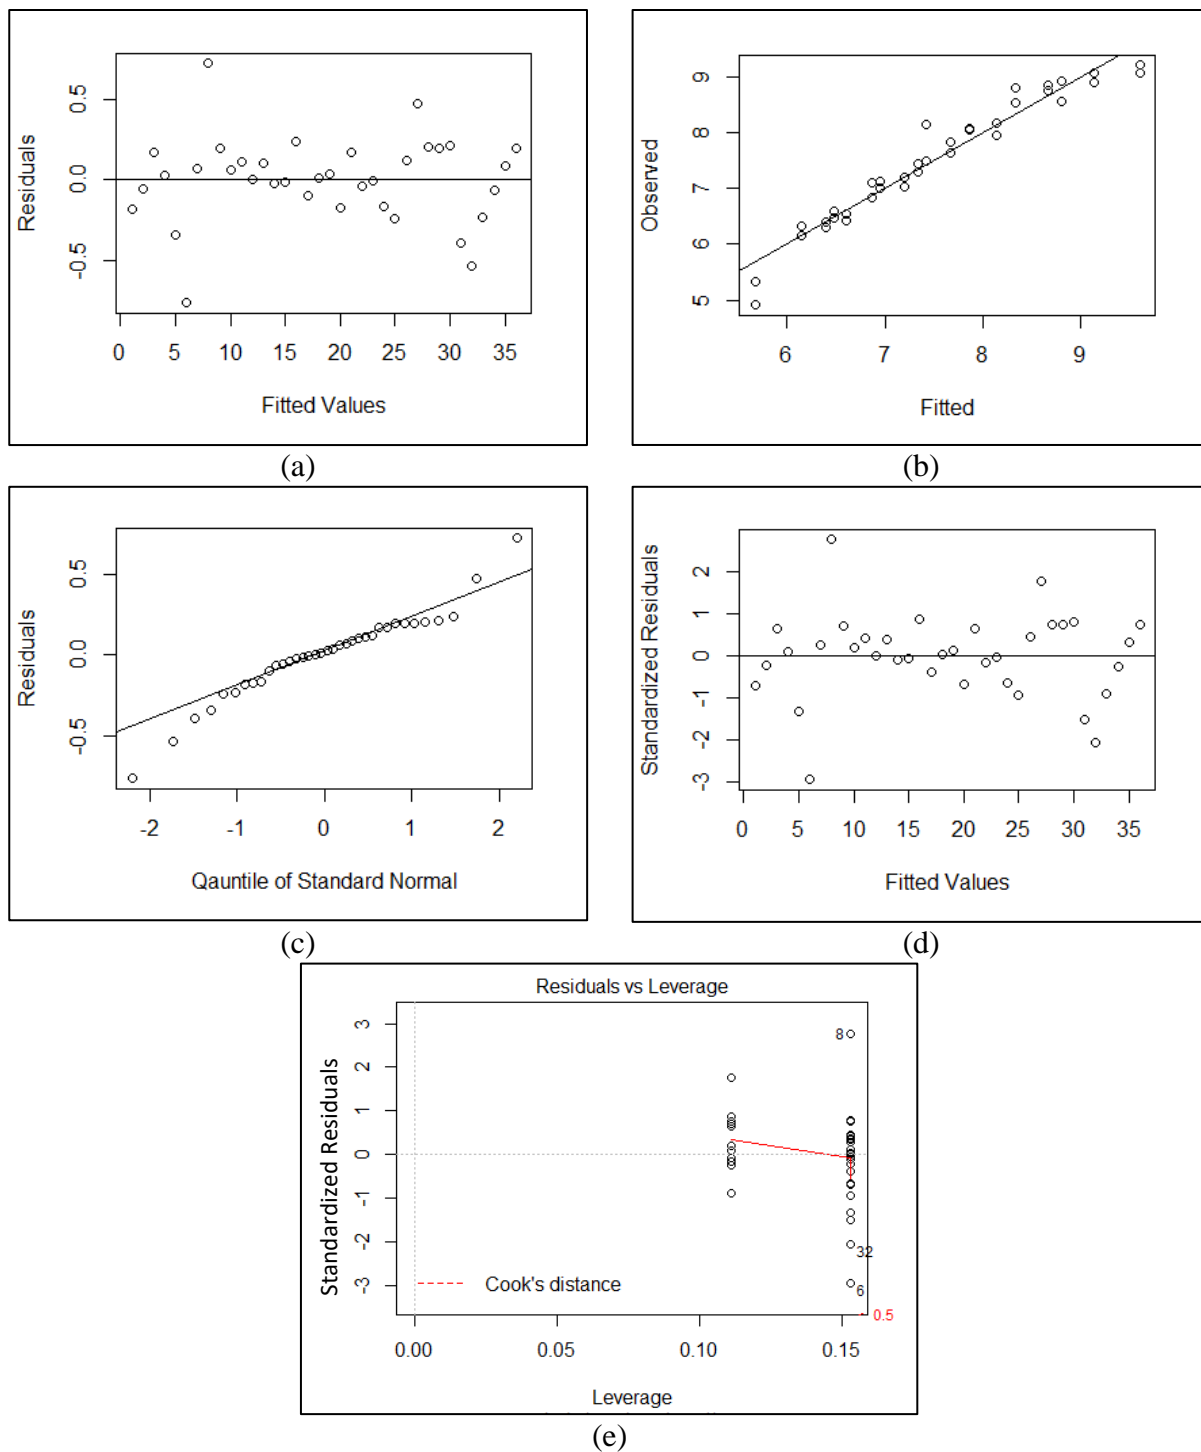 Residuals
0.5
0.0
-0.5
0 5 10 15 20 25 30 35
Fitted Values
(a)
Observed
9
8
7
6
5
6 7 8 9
Fitted
(b)
Residuals
0.5
0.0
-0.5
-2 -1 0 1 2
Qauntile of Standard Normal
(c)
Standardized Residuals
2
1
0
-1
-2
-3
0 5 10 15 20 25 30 35
Fitted Values
(d)
Residuals vs Leverage
Standardized Residuals
3
2
1
0
-1
-2
-3
8
32
6
Cook's distance
0.5
0.00 0.05 0.10 0.15
Leverage
(e)